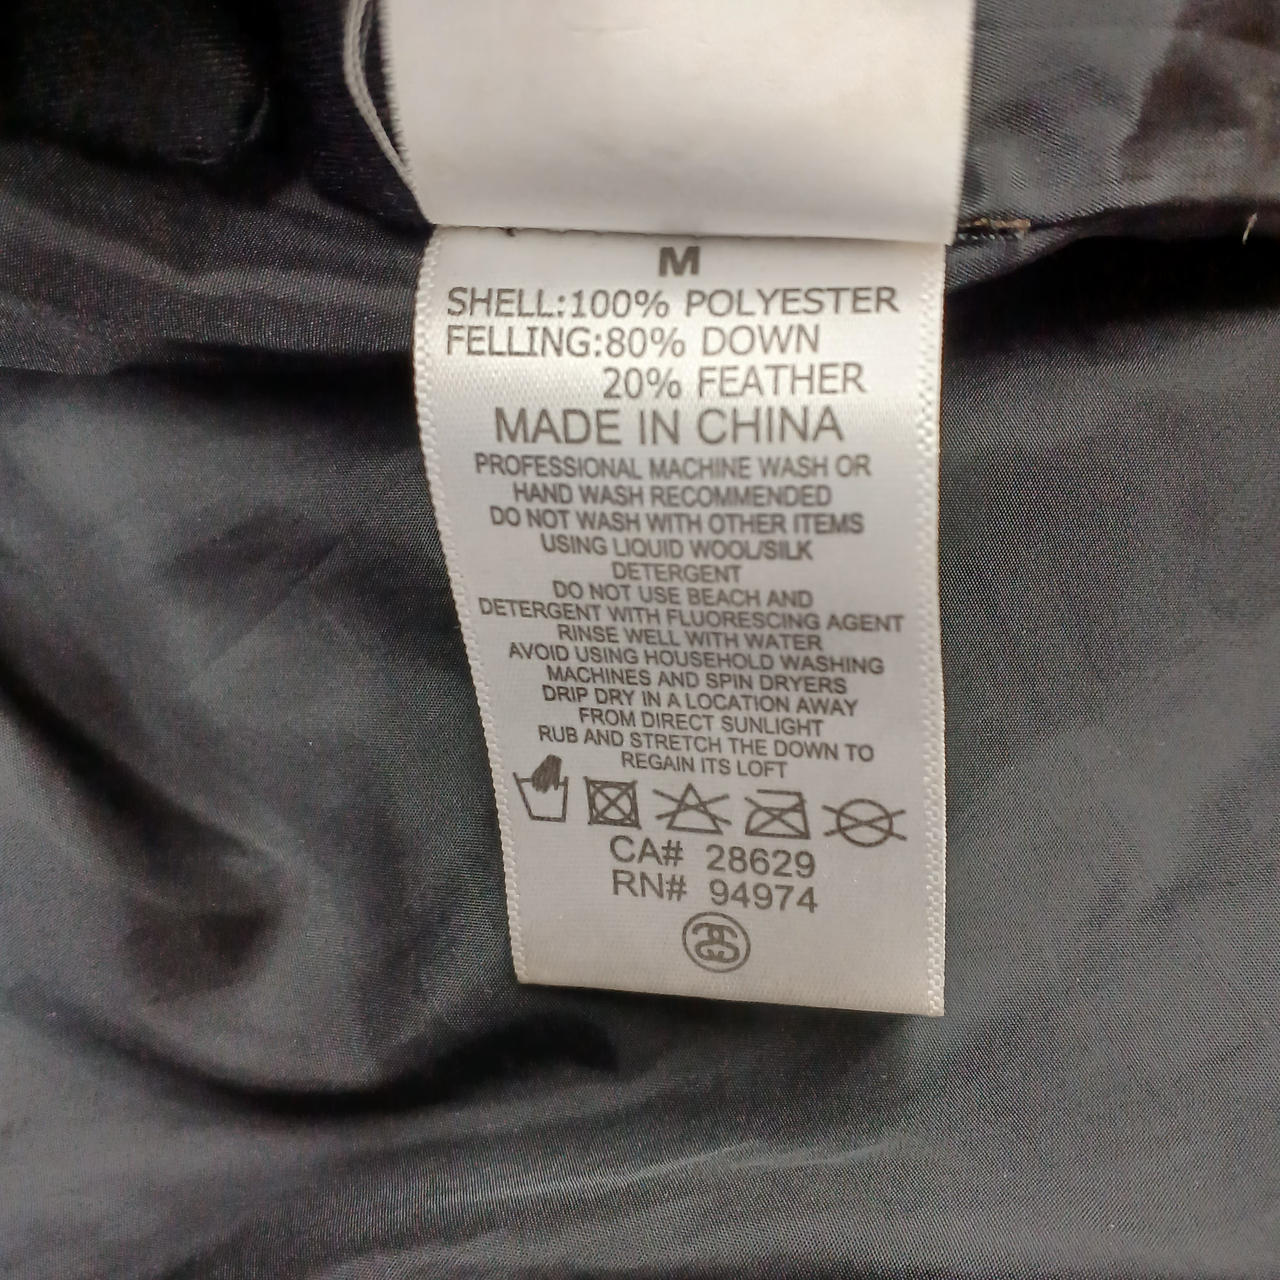 M
SHELL:100% POLYESTER
FELLING:80% DOWN
20% FEATHER
MADE IN CHINA
PROFESSIONAL MACHINE WASH OR
HAND WASH RECOMMENDED
DO NOT WASH WITH OTHER ITEMS
USING LIQUID WOOL/SILK
DETERGENT
DO NOT USE BEACH AND
DETERGENT WITH FLUORESCING AGENT
RINSE WELL WITH WATER
AVOID USING HOUSEHOLD WASHING
MACHINES AND SPIN DRYERS
DRIP DRY IN A LOCATION AWAY
FROM DIRECT SUNLIGHT
RUB AND STRETCH THE DOWN TO
REGAIN ITS LOFT
CA# 28629
RN# 94974